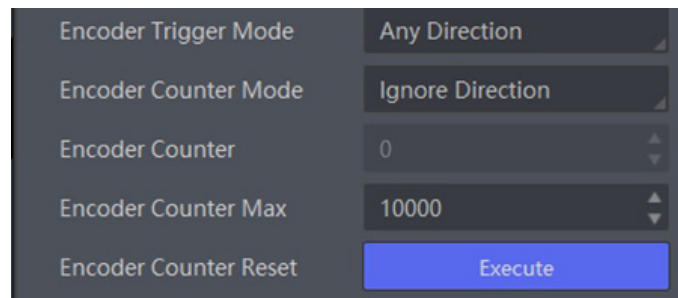 Encoder Trigger Mode Any Direction
Encoder Counter Mode Ignore Direction
Encoder Counter 0
Encoder Counter Max 10000
Encoder Counter Reset Execute